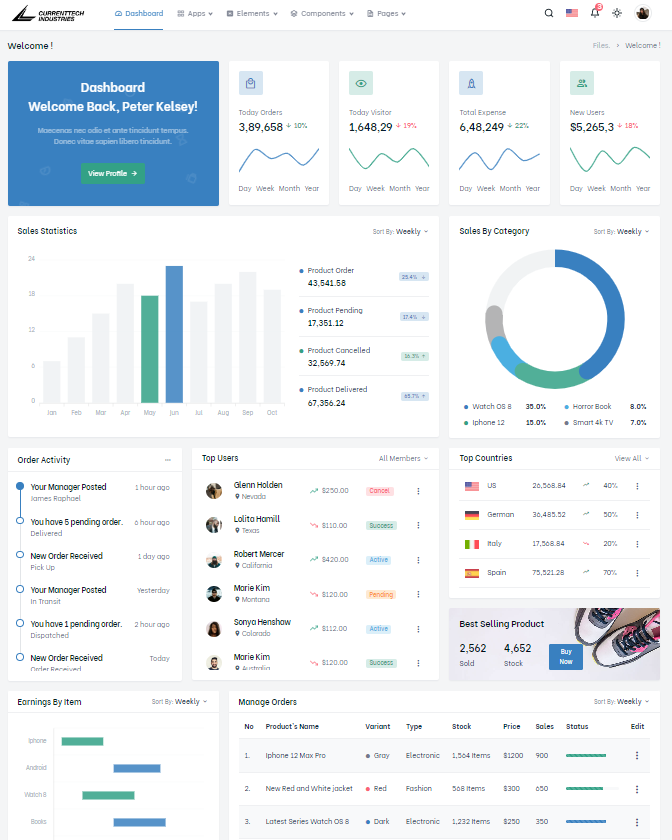 CURRENTTECH
INDUSTRIES
Dashboard
Apps
Elements
Components
Pages
3
Welcome !
Files.
Welcome !
Dashboard
Welcome Back, Peter Kelsey!
Maecenas nec odio et ante tincidunt tempus.
Donec vitae sapien libero tincidunt.
View Profile
Today Orders
3,89,658 10%
Day Week Month Year
Today Visitor
1,648,29 19%
Day Week Month Year
Total Expense
6,48,249 22%
Day Week Month Year
New Users
$5,265,3 18%
Day Week Month Year
Sales Statistics
Sort By: Weekly
24
18
12
6
0
Jan Feb Mar Apr May Jun Jul Aug Sep Oct
Product Order
43,541.58
25.4%
Product Pending
17,351.12
17.4%
Product Cancelled
32,569.74
16.3%
Product Delivered
67,356.24
65.7%
Sales By Category
Sort By: Weekly
Watch OS 8 35.0%
Horror Book 8.0%
Iphone 12 15.0%
Smart 4k TV 7.0%
Order Activity
Your Manager Posted 1 hour ago
James Raphael
You have 5 pending order. 6 hour ago
Delivered
New Order Received 1 day ago
Pick Up
Your Manager Posted Yesterday
In Transit
You have 1 pending order. 2 hour ago
Dispatched
New Order Received Today
Order Received
Top Users
All Members
Glenn Holden
Nevada
$250.00
Cancel
Lolita Hamill
Texas
$110.00
Success
Robert Mercer
California
$420.00
Active
Marie Kim
Montana
$120.00
Pending
Sonya Henshaw
Colorado
$112.00
Active
Marie Kim
Australia
$120.00
Success
Top Countries
View All
US 26,568.84 40%
German 36,485.52 50%
Italy 17,568.84 20%
Spain 75,521.28 70%
Best Selling Product
2,562
Sold
4,652
Stock
Buy
Now
Earnings By Item
Sort By: Weekly
Iphone
Android
Watch 8
Books
Manage Orders
Sort By: Weekly
No Product's Name Variant Type Stock Price Sales Status Edit
1. Iphone 12 Max Pro Gray Electronic 1,564 Items $1200 900
2. New Red and White jacket Red Fashion 568 Items $300 650
3. Latest Series Watch OS 8 Dark Electronic 1,232 Items $250 350